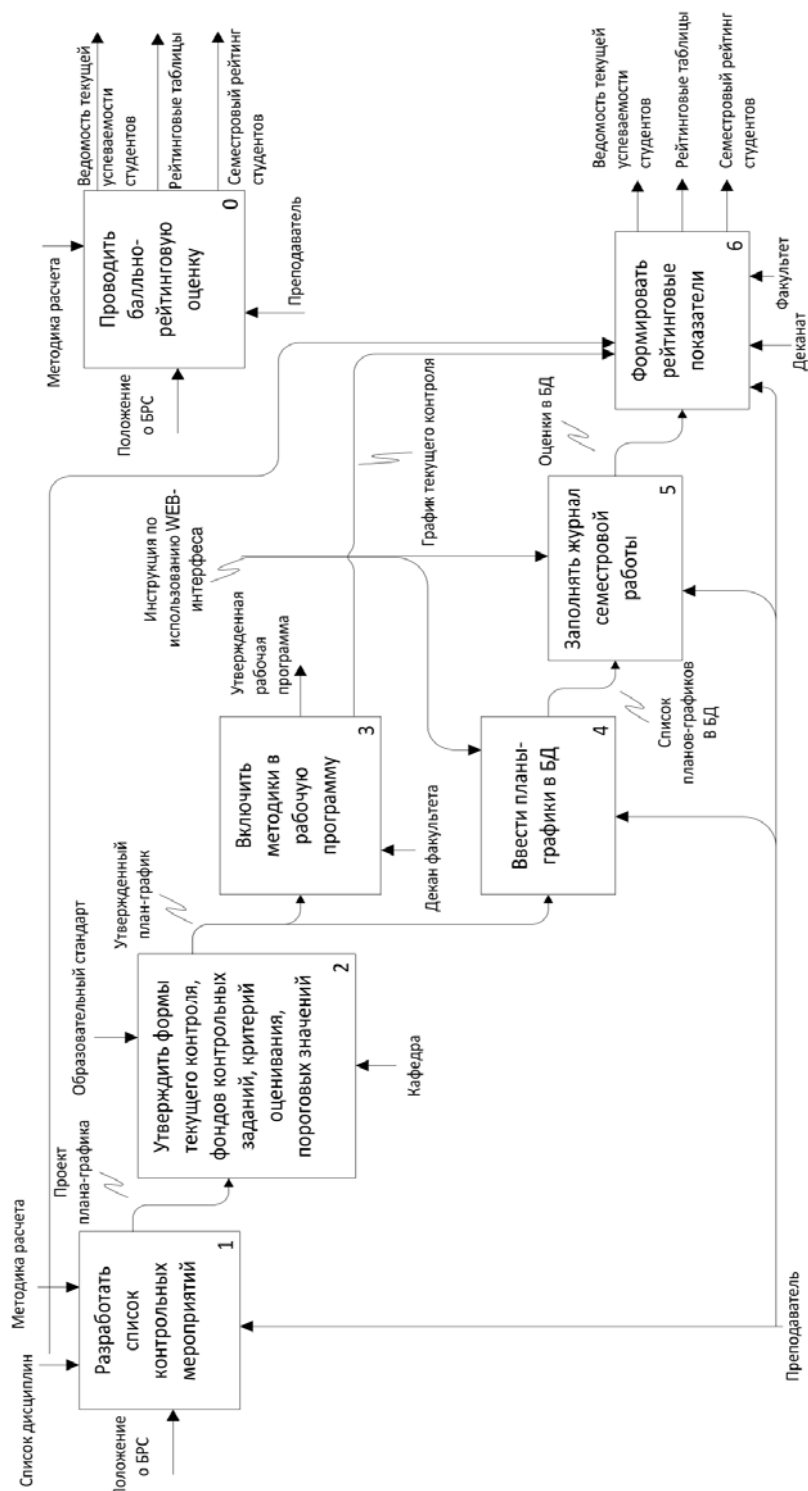 Методика расчета
Положение
о БРС
Проводить
балльно-
рейтинговую
оценку
0
Преподаватель
Ведомость текущей
успеваемости
студентов
Рейтинговые таблицы
Семестровый рейтинг
студентов
Список дисциплин
Методика расчета
Положение
о БРС
Разработать
список
контрольных
мероприятий
1
Проект
плана-графика
Образовательный стандарт
Утвердить формы
текущего контроля,
фондов контрольных
заданий, критерий
оценивания,
пороговых значений
2
Кафедра
Утвержденный
план-график
Включить
методики в
рабочую
программу
3
Декан факультета
Утвержденная
рабочая
программа
Инструкция по
использованию WEB-
интерфеса
График текущего контроля
Ввести планы-
графики в БД
4
Список
планов-графиков
В БД
Заполнять журнал
семестровой
работы
5
Оценки в БД
Формировать
рейтинговые
показатели
6
Ведомость текущей
успеваемости
студентов
Рейтинговые таблицы
Семестровый рейтинг
студентов
Преподаватель
Деканат
Факультет